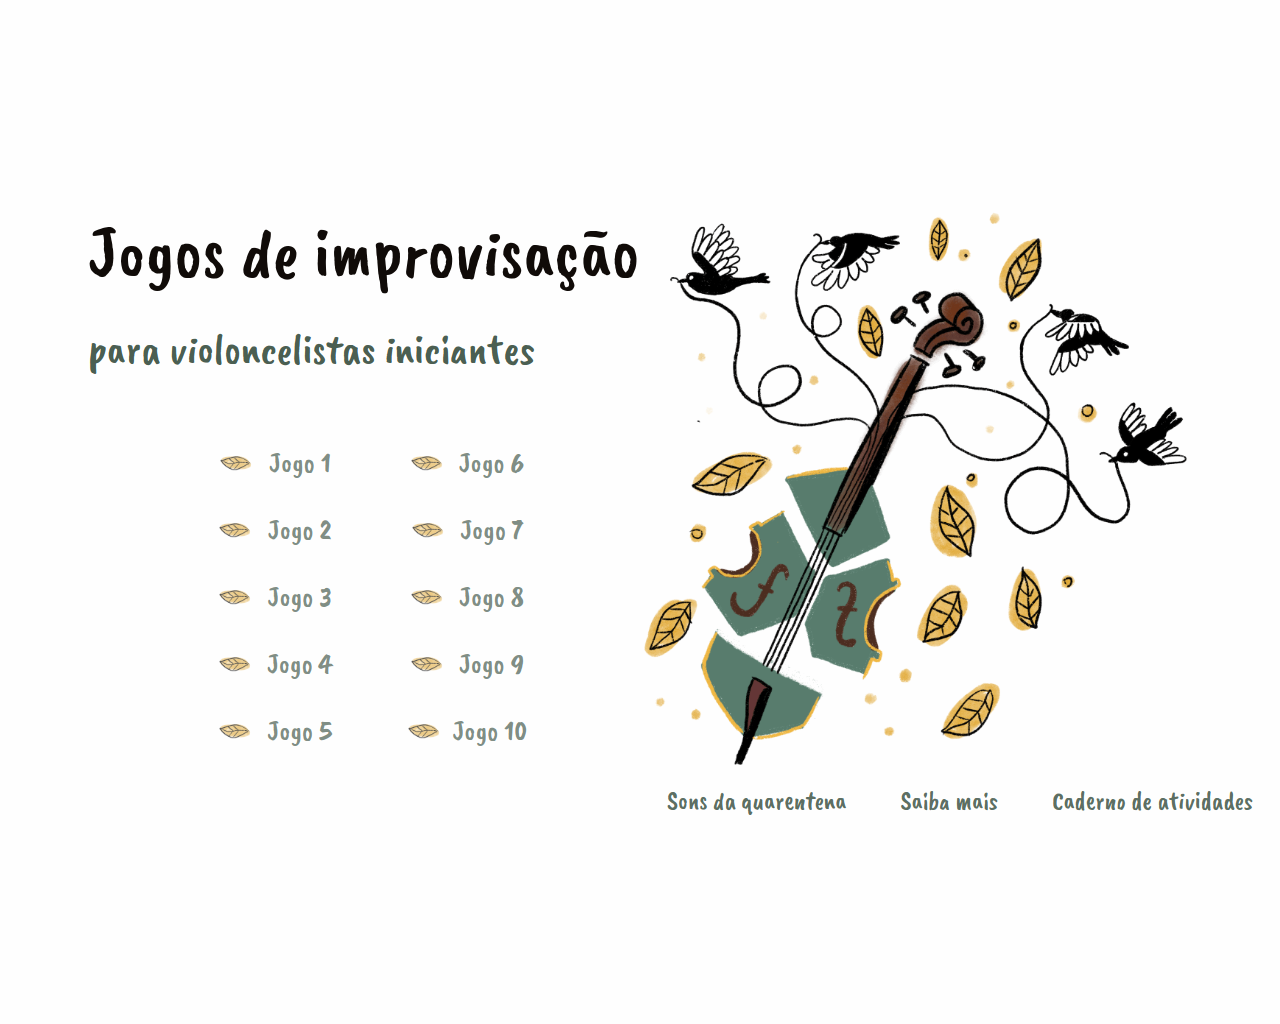 Jogos de improvisação
para violoncelistas iniciantes
Jogo 1
Jogo 2
Jogo 3
Jogo 4
Jogo 5
Jogo 6
Jogo 7
Jogo 8
Jogo 9
Jogo 10
Sons da quarentena
Saiba mais
Caderno de atividades